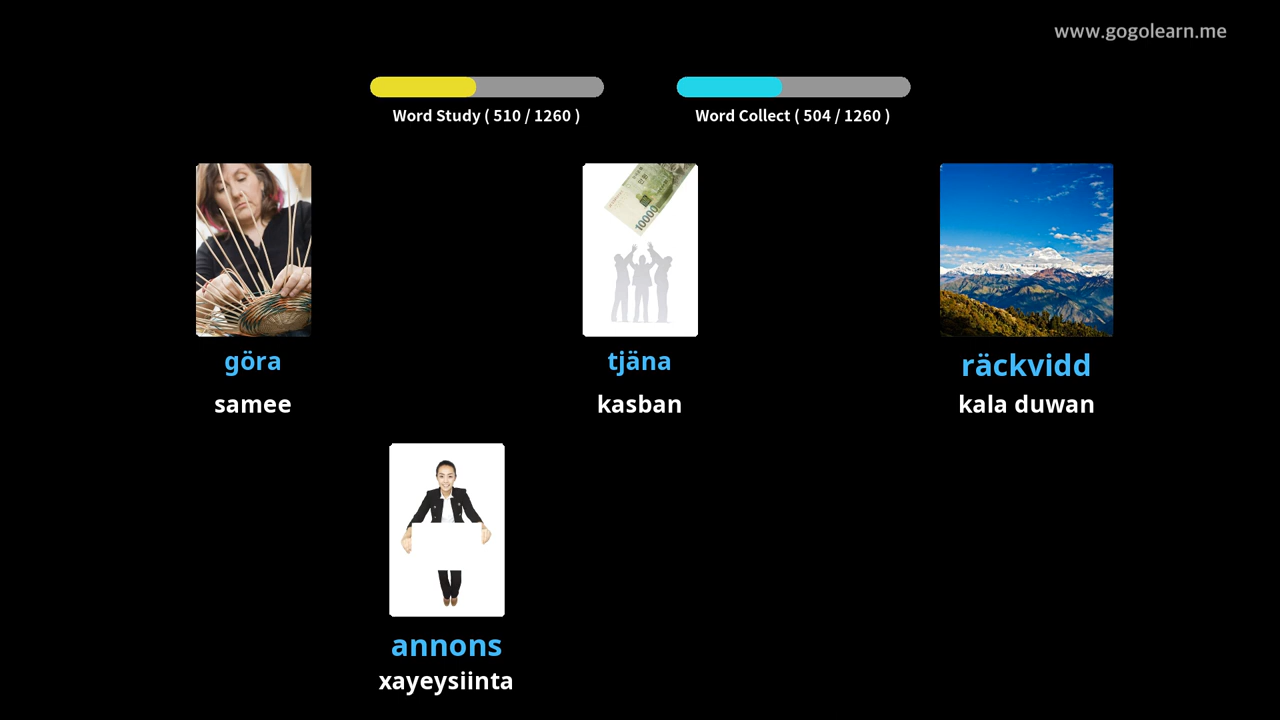 www.gogolearn.me
Word Study ( 510 / 1260 )
Word Collect ( 504 / 1260 )
10000
göra
tjäna
räckvidd
samee
kasban
kala duwan
annons
xayeysiinta